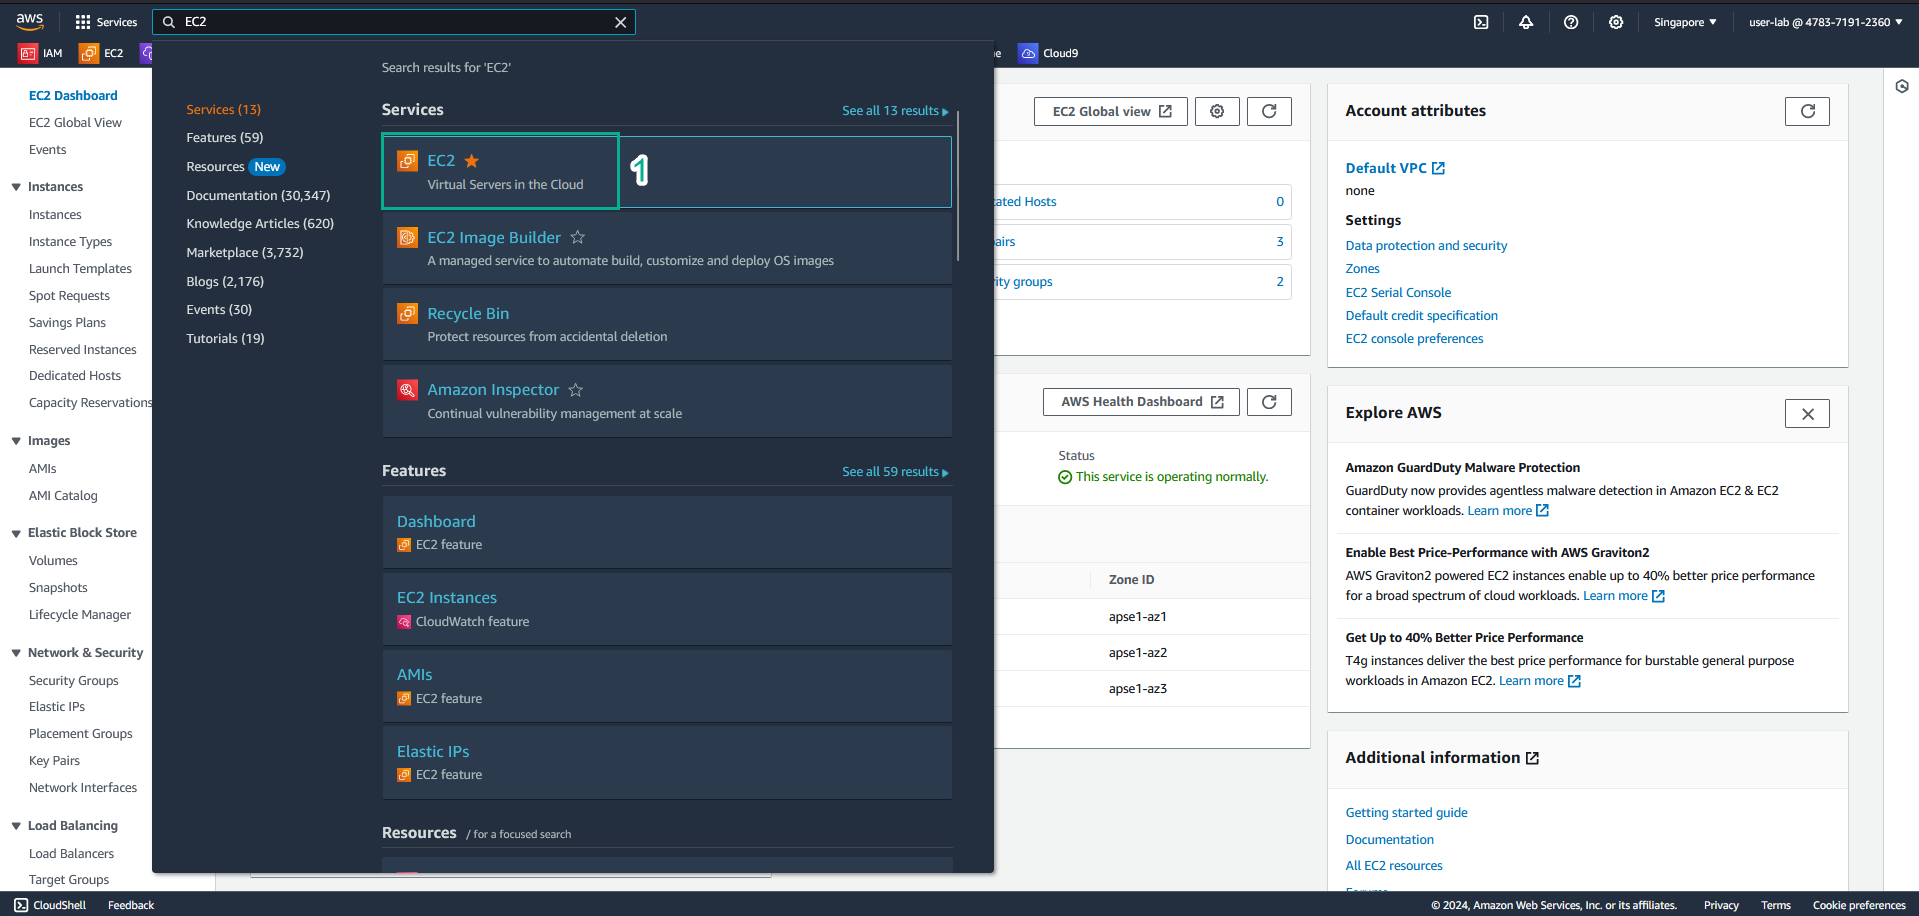 aws
Services
EC2
Singapore
user-lab @ 4783-7191-2360
IAM
EC2
Cloud9
EC2 Dashboard
EC2 Global View
Events
Instances
Instances
Instance Types
Launch Templates
Spot Requests
Savings Plans
Reserved Instances
Dedicated Hosts
Capacity Reservations
Images
AMIs
AMI Catalog
Elastic Block Store
Volumes
Snapshots
Lifecycle Manager
Network & Security
Security Groups
Elastic IPs
Placement Groups
Key Pairs
Network Interfaces
Load Balancing
Load Balancers
Target Groups
Search results for 'EC2'
Services (13)
Features (59)
Resources New
Documentation (30,347)
Knowledge Articles (620)
Marketplace (3,732)
Blogs (2,176)
Events (30)
Tutorials (19)
Services
See all 13 results
EC2
Virtual Servers in the Cloud
1
EC2 Image Builder
A managed service to automate build, customize and deploy OS images
Recycle Bin
Protect resources from accidental deletion
Amazon Inspector
Continual vulnerability management at scale
Features
See all 59 results
Dashboard
EC2 feature
EC2 Instances
CloudWatch feature
AMIs
EC2 feature
Elastic IPs
EC2 feature
Resources / for a focused search
EC2 Global view
ated Hosts 0
airs 3
ity groups 2
AWS Health Dashboard
Status
This service is operating normally.
Zone ID
apse1-az1
apse1-az2
apse1-az3
Account attributes
Default VPC
none
Settings
Data protection and security
Zones
EC2 Serial Console
Default credit specification
EC2 console preferences
Explore AWS
Amazon GuardDuty Malware Protection
GuardDuty now provides agentless malware detection in Amazon EC2 & EC2
container workloads. Learn more
Enable Best Price-Performance with AWS Graviton2
AWS Graviton2 powered EC2 instances enable up to 40% better price performance
for a broad spectrum of cloud workloads. Learn more
Get Up to 40% Better Price Performance
T4g instances deliver the best price performance for burstable general purpose
workloads in Amazon EC2. Learn more
Additional information
Getting started guide
Documentation
All EC2 resources
CloudShell
Feedback
© 2024, Amazon Web Services, Inc. or its affiliates.
Privacy
Terms
Cookie preferences